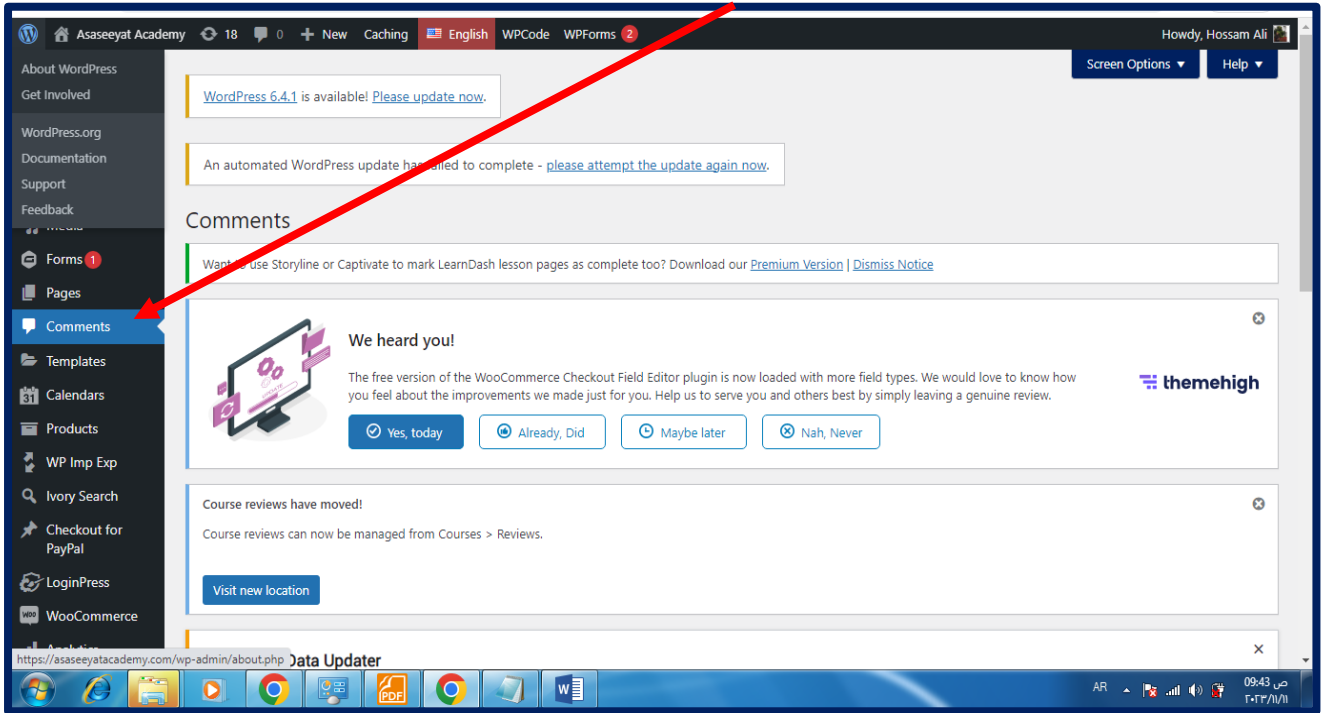 Asaseeyat Academy 18 0 New Caching English WPCode WPForms 2 Howdy, Hossam Ali
Screen Options ▼ Help ▼
About WordPress
Get Involved
WordPress.org
Documentation
Support
Feedback
Media
Forms 1
Pages
Comments
Templates
Calendars
31
Products
WP Imp Exp
Ivory Search
Checkout for
PayPal
LoginPress
WooCommerce
Analytics
WordPress 6.4.1 is available! Please update now.
An automated WordPress update has failed to complete - please attempt the update again now.
Comments
Want to use Storyline or Captivate to mark LearnDash lesson pages as complete too? Download our Premium Version | Dismiss Notice
We heard you!
The free version of the WooCommerce Checkout Field Editor plugin is now loaded with more field types. We would love to know how
you feel about the improvements we made just for you. Help us to serve you and others best by simply leaving a genuine review.
themehigh
Yes, today Already, Did Maybe later Nah, Never
Course reviews have moved!
Course reviews can now be managed from Courses > Reviews.
Visit new location
Data Updater
https://asaseeyatacademy.com/wp-admin/about.php
PDF
AR
09:43 ص
٢٠٢٣/١١/١١